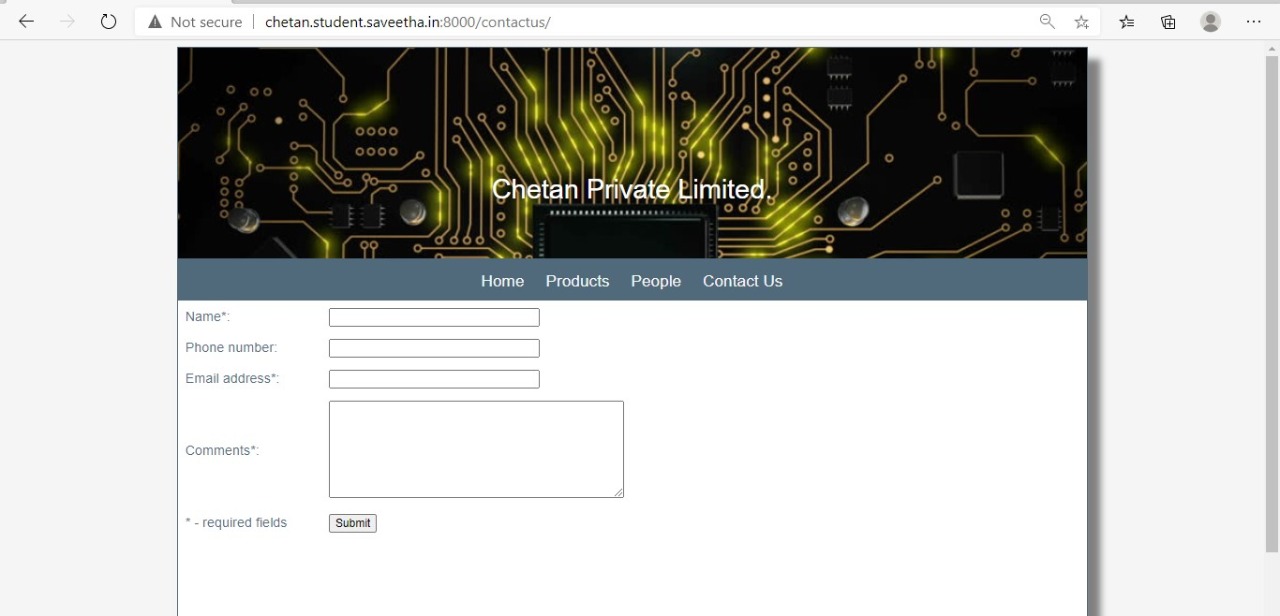 Not secure chetan.student.saveetha.in:8000/contactus/
Chetan Private Limited.
Home Products People Contact Us
Name*:
Phone number:
Email address*:
Comments*:
* - required fields Submit